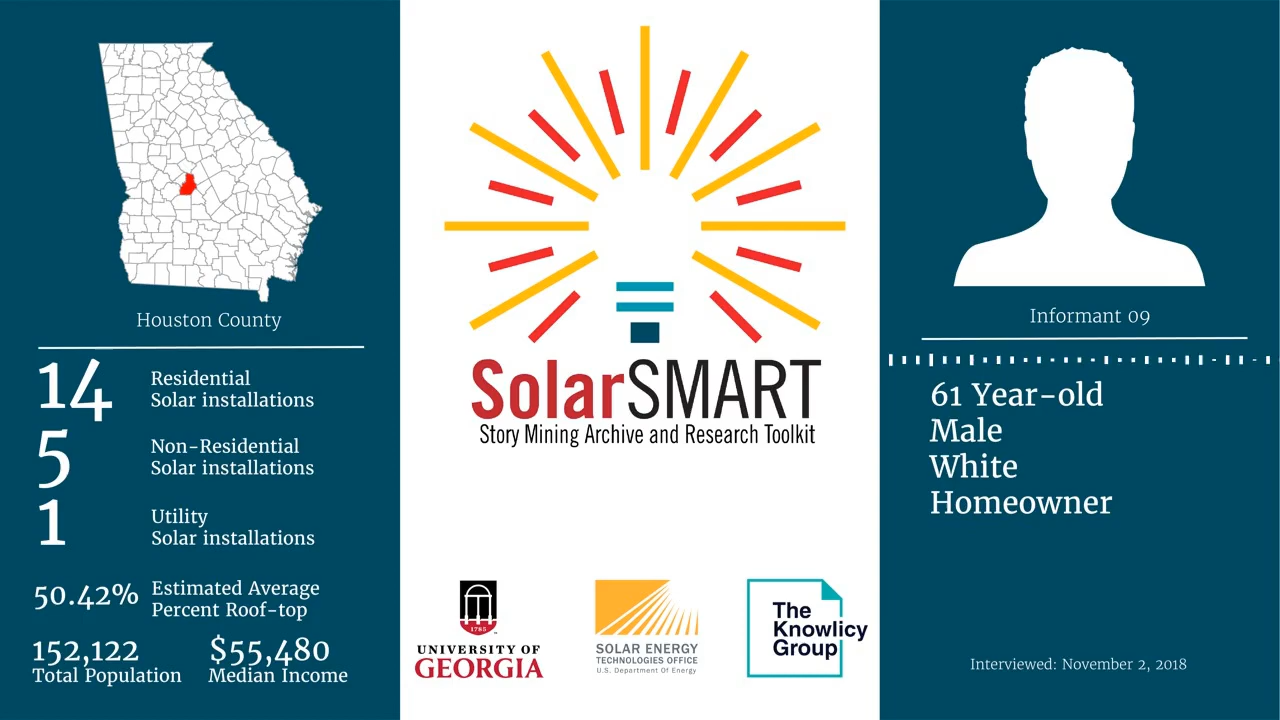 Houston County
14
Residential
Solar installations
5
Non-Residential
Solar installations
1
Utility
Solar installations
50.42%
Estimated Average
Percent Roof-top
152,122
Total Population
$55,480
Median Income
SolarSMART
Story Mining Archive and Research Toolkit
1785
UNIVERSITY OF
GEORGIA
SOLAR ENERGY
TECHNOLOGIES OFFICE
U.S. Department Of Energy
The
Knowlicy
Group
Informant 09
61 Year-old
Male
White
Homeowner
Interviewed: November 2, 2018